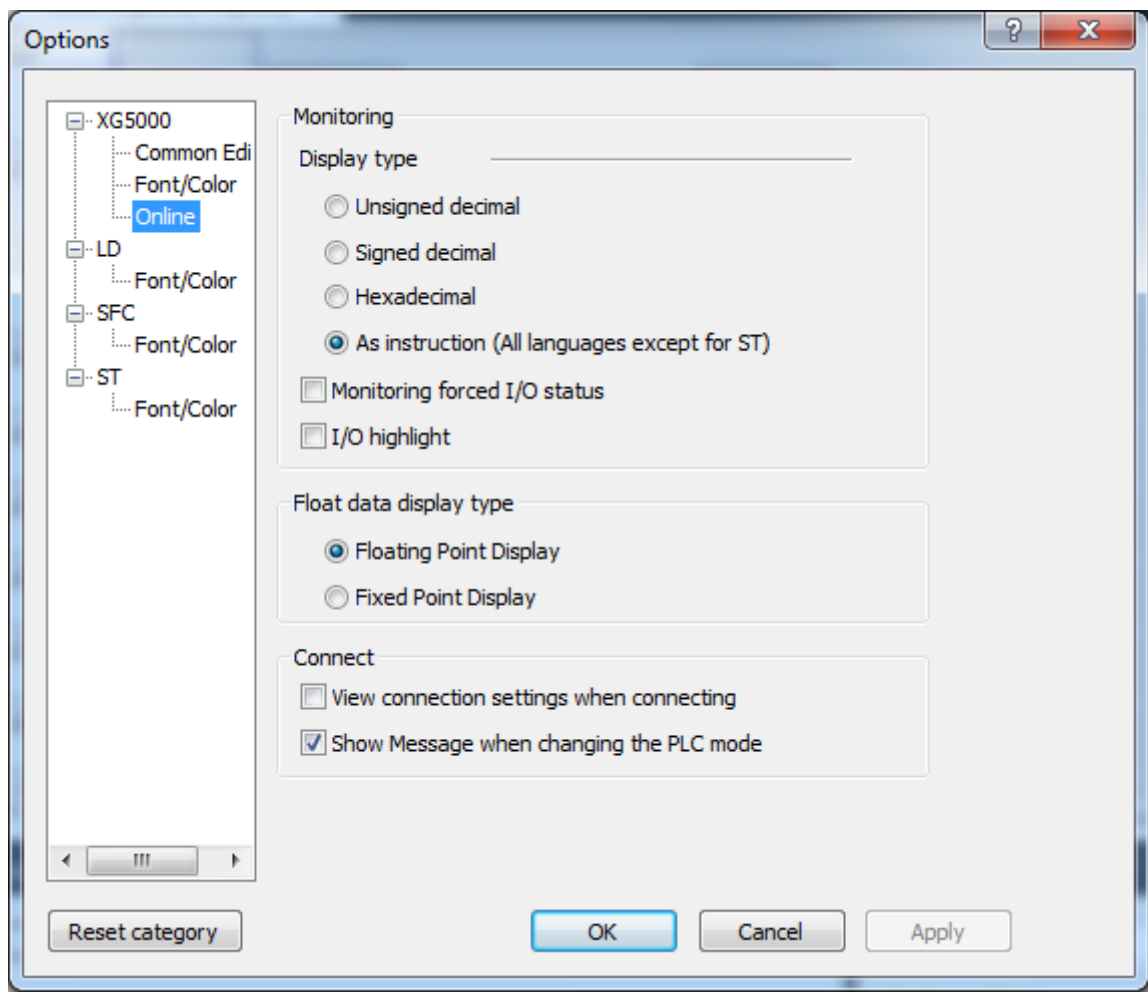 Options
XG5000
Common Edi
Font/Color
Online
LD
Font/Color
SFC
Font/Color
ST
Font/Color
Reset category
Monitoring
Display type
Unsigned decimal
Signed decimal
Hexadecimal
As instruction (All languages except for ST)
Monitoring forced I/O status
I/O highlight
Float data display type
Floating Point Display
Fixed Point Display
Connect
View connection settings when connecting
Show Message when changing the PLC mode
OK
Cancel
Apply